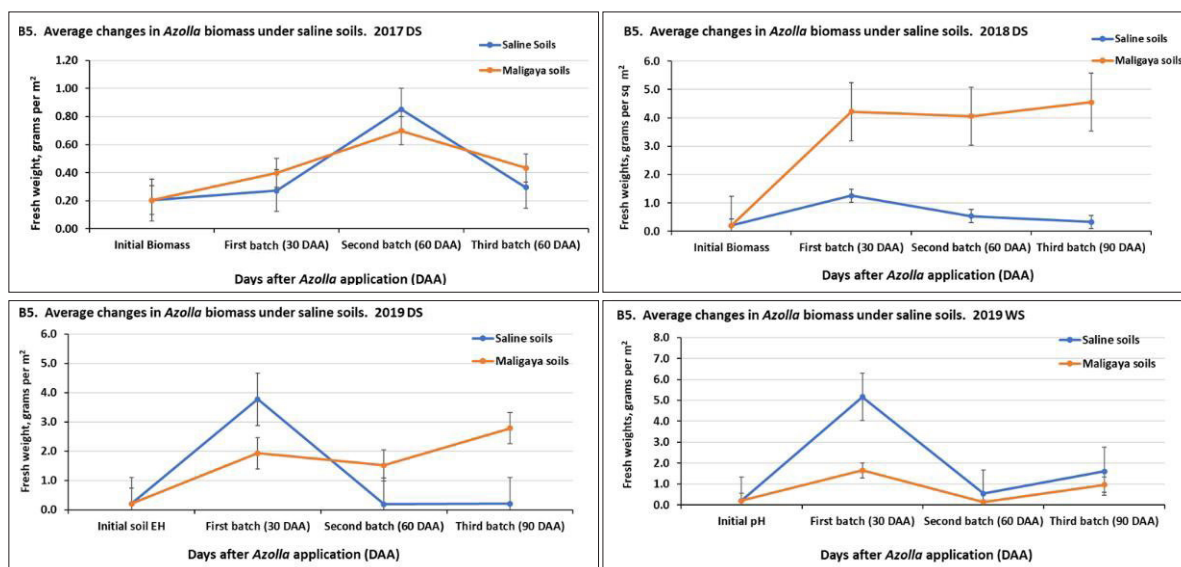 B5. Average changes in Azolla biomass under saline soils. 2017 DS
Saline Soils
Maligaya soils
Fresh weight, grams per m²
1.20
1.00
0.80
0.60
0.40
0.20
0.00
Initial Biomass
First batch (30 DAA)
Second batch (60 DAA)
Third batch (60 DAA)
Days after Azolla application (DAA)
B5. Average changes in Azolla biomass under saline soils. 2018 DS
Saline Soils
Maligaya soils
Fresh weights, grams per sq m²
6.0
5.0
4.0
3.0
2.0
1.0
0.0
Initial Biomass
First batch (30 DAA)
Second batch (60 DAA)
Third batch (90 DAA)
Days after Azolla application (DAA)
B5. Average changes in Azolla biomass under saline soils. 2019 DS
Saline soils
Maligaya soils
Fresh weight, grams per m²
6.0
5.0
4.0
3.0
2.0
1.0
0.0
Initial soil EH
First batch (30 DAA)
Second batch (60 DAA)
Third batch (90 DAA)
Days after Azolla application (DAA)
B5. Average changes in Azolla biomass under saline soils. 2019 WS
Saline soils
Maligaya soils
Fresh weights, grams per m²
8.0
7.0
6.0
5.0
4.0
3.0
2.0
1.0
0.0
Initial pH
First batch (30 DAA)
Second batch (60 DAA)
Third batch (90 DAA)
Days after Azolla application (DAA)